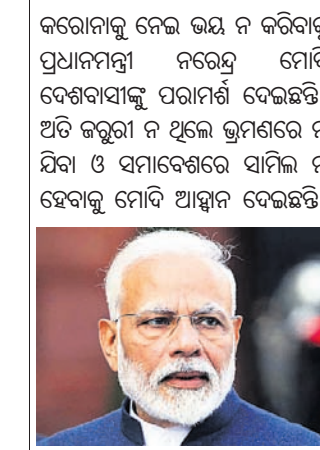 କରୋନାକୁ ନେଇ ଭୟ ନ କରିବାକୁ
ପ୍ରଧାନମନ୍ତ୍ରୀ ନରେନ୍ଦ୍ର ମୋଦି
ଦେଶବାସୀଙ୍କୁ ପରାମର୍ଶ ଦେଇଛନ୍ତି
ଅତି ଜରୁରୀ ନ ଥିଲେ ଭ୍ରମଣରେ ନ
ଯିବା ଓ ସମାବେଶରେ ସାମିଲ ନ
ହେବାକୁ ମୋଦି ଆହ୍ୱାନ ଦେଇଛନ୍ତି